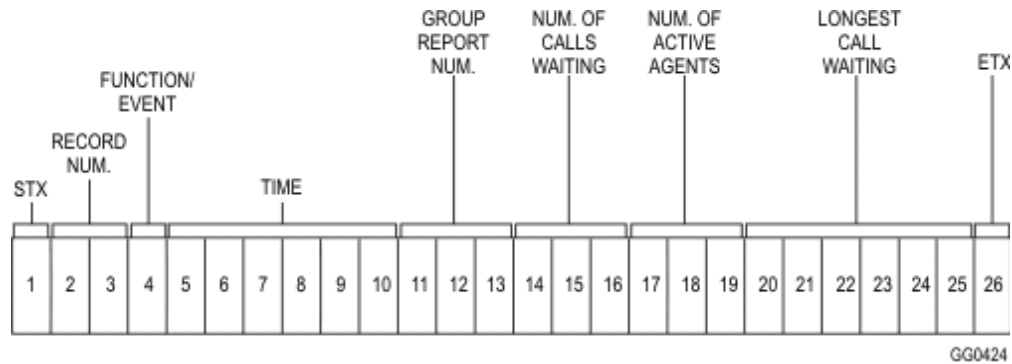 GROUP
REPORT
NUM.
NUM. OF
CALLS
WAITING
NUM. OF
ACTIVE
AGENTS
LONGEST
CALL
WAITING
ETX
FUNCTION/
EVENT
RECORD
NUM.
STX
TIME
1 2 3 4 5 6 7 8 9 10 11 12 13 14 15 16 17 18 19 20 21 22 23 24 25 26
GG0424